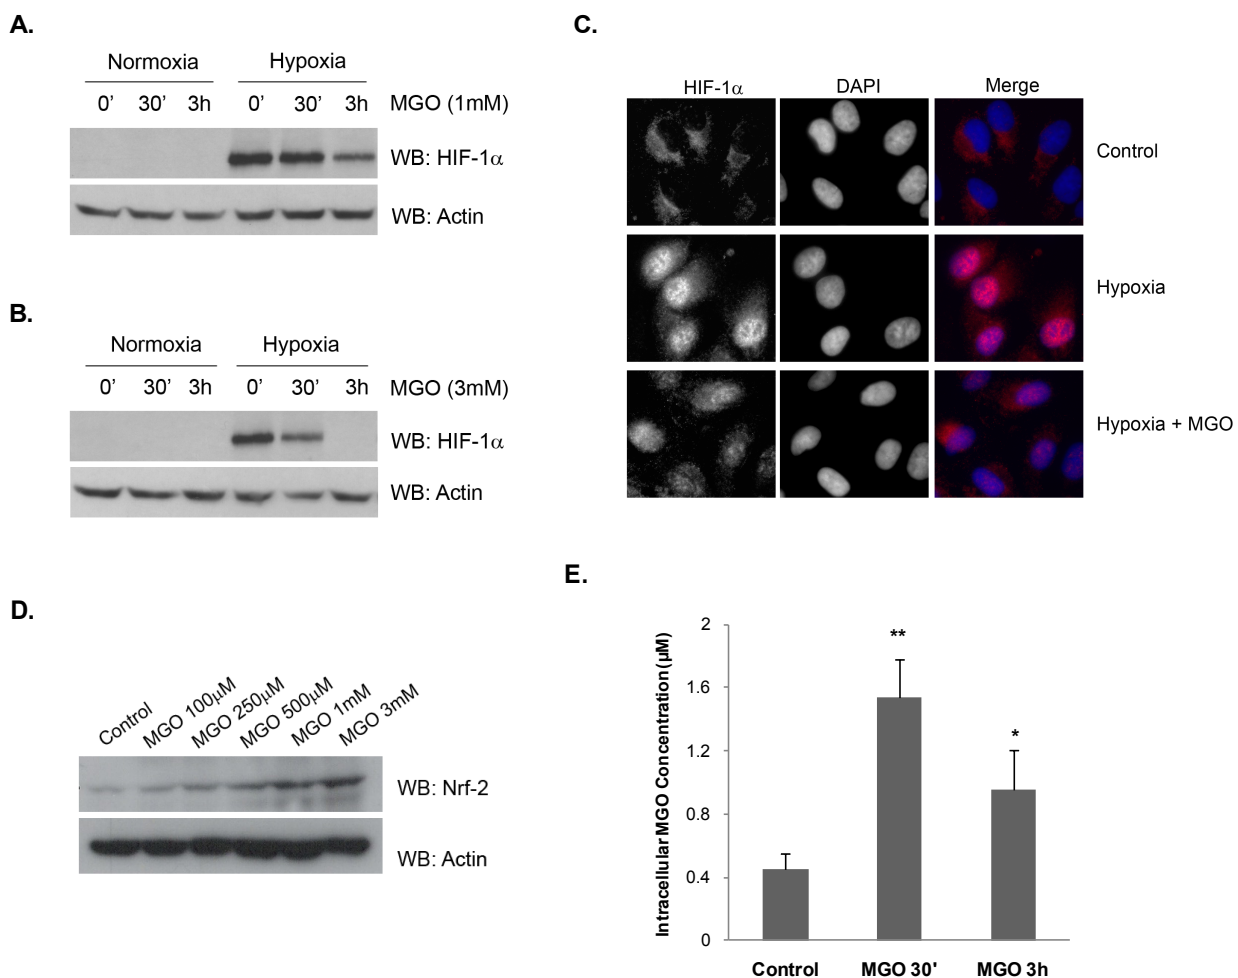 A.
Normoxia Hypoxia
0' 30' 3h 0' 30' 3h MGO (1mM)
WB: HIF-1α
WB: Actin
B.
Normoxia Hypoxia
0' 30' 3h 0' 30' 3h MGO (3mM)
WB: HIF-1α
WB: Actin
C.
HIF-1α DAPI Merge
Control
Hypoxia
Hypoxia + MGO
D.
Control MGO 100µM MGO 250µM MGO 500µM MGO 1mM MGO 3mM
WB: Nrf-2
WB: Actin
E.
Intracellular MGO Concentration (µM)
2
1.6
1.2
0.8
0.4
0
**
*
Control MGO 30' MGO 3h